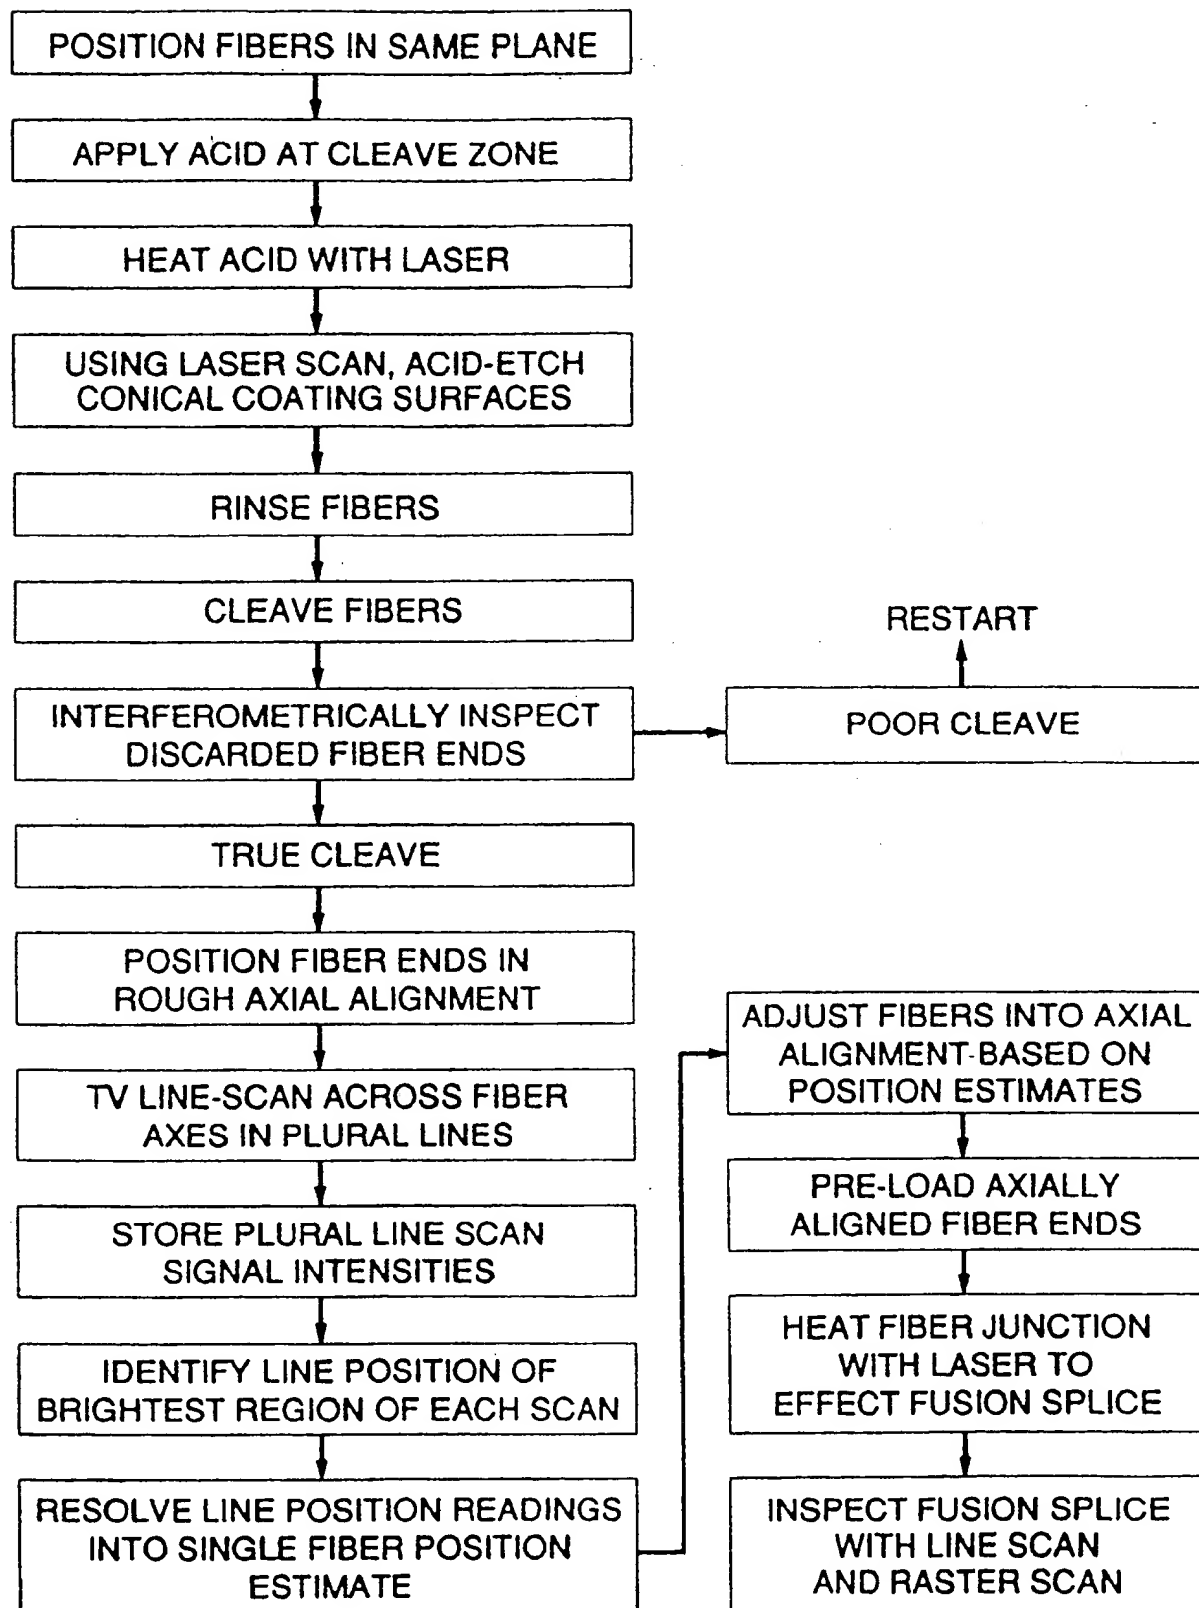 POSITION FIBERS IN SAME PLANE
APPLY ACID AT CLEAVE ZONE
HEAT ACID WITH LASER
USING LASER SCAN, ACID-ETCH
CONICAL COATING SURFACES
RINSE FIBERS
CLEAVE FIBERS
INTERFEROMETRICALLY INSPECT
DISCARDED FIBER ENDS
RESTART
POOR CLEAVE
TRUE CLEAVE
POSITION FIBER ENDS IN
ROUGH AXIAL ALIGNMENT
TV LINE-SCAN ACROSS FIBER
AXES IN PLURAL LINES
STORE PLURAL LINE SCAN
SIGNAL INTENSITIES
IDENTIFY LINE POSITION OF
BRIGHTEST REGION OF EACH SCAN
RESOLVE LINE POSITION READINGS
INTO SINGLE FIBER POSITION
ESTIMATE
ADJUST FIBERS INTO AXIAL
ALIGNMENT-BASED ON
POSITION ESTIMATES
PRE-LOAD AXIALLY
ALIGNED FIBER ENDS
HEAT FIBER JUNCTION
WITH LASER TO
EFFECT FUSION SPLICE
INSPECT FUSION SPLICE
WITH LINE SCAN
AND RASTER SCAN